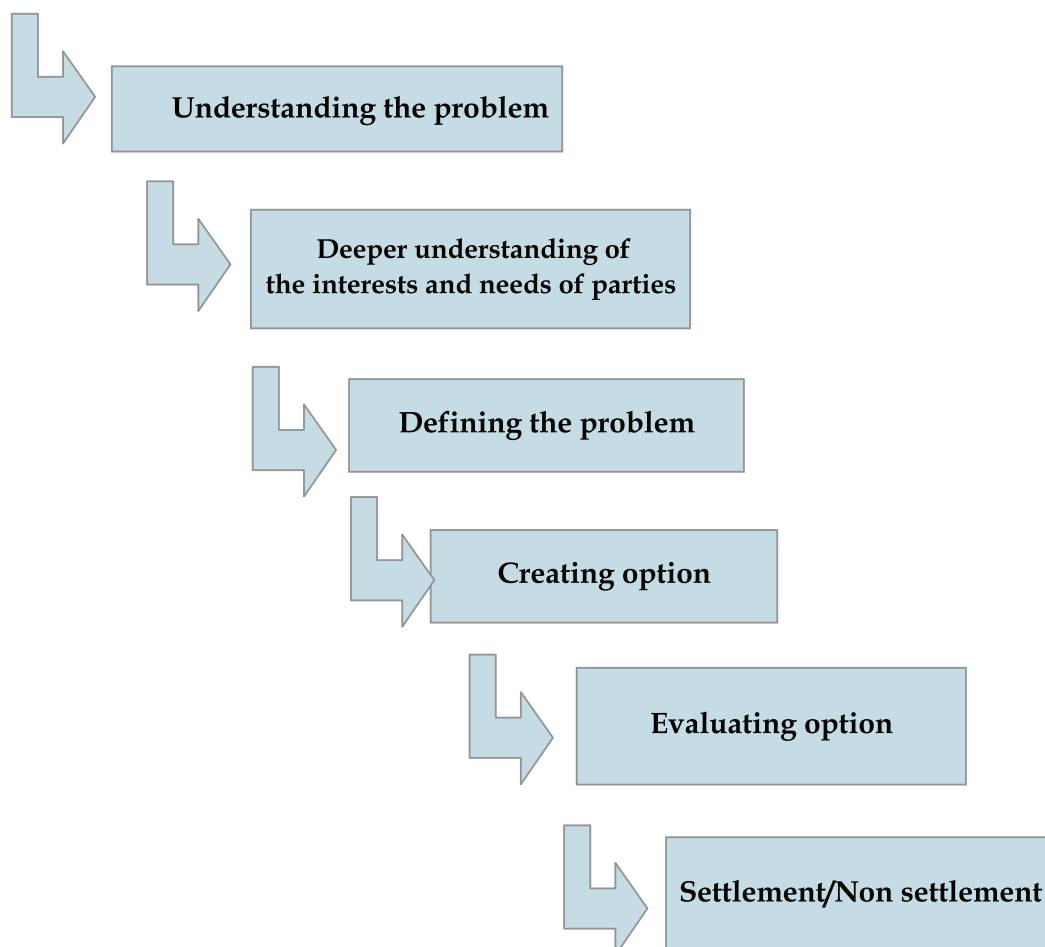 Understanding the problem
Deeper understanding of
the interests and needs of parties
Defining the problem
Creating option
Evaluating option
Settlement/Non settlement